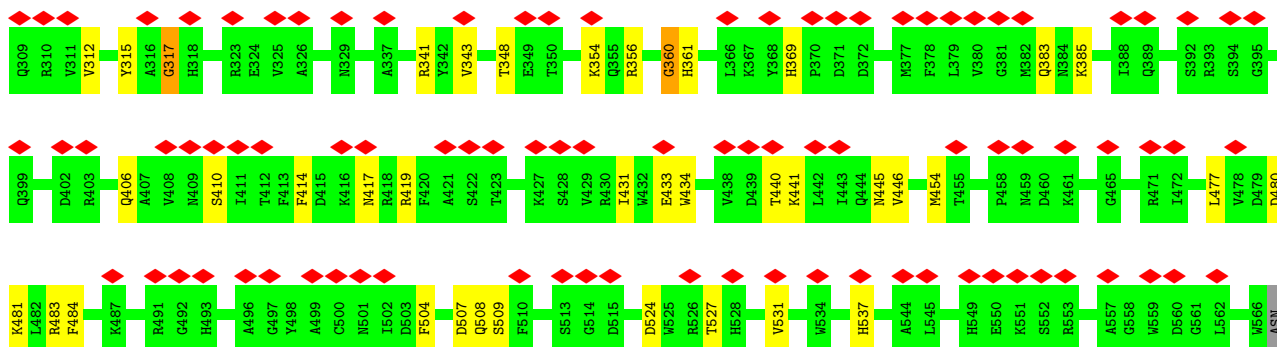 Q309 R310 V311 V312 Y315 A316 G317 H318 R323 E324 V325 A326 N329 A337 R341 Y342 V343 T348 E349 T350 K354 Q355 R356 G360 H361 L366 K367 Y368 H369 P370 D371 D372 M377 F378 L379 V380 G381 M382 Q383 N384 K385 I388 Q389 S392 R393 S394 G395
Q399 D402 R403 Q406 A407 V408 N409 S410 I411 T412 F413 F414 D415 K416 N417 R418 R419 F420 A421 S422 T423 K427 S428 V429 R430 I431 W432 E433 W434 V438 D439 T440 K441 L442 I443 Q444 N445 V446 M454 T455 P458 N459 D460 K461 G465 R471 I472 L477 V478 D479 D480
K481 L482 R483 F484 K487 R491 G492 H493 A496 G497 Y498 A499 C500 N501 I502 D503 F504 D507 Q508 S509 F510 S513 G514 D515 D524 W525 R526 T527 H528 V531 W534 H537 A544 L545 H549 E550 K551 S552 R553 A557 G558 W559 D560 G561 L562 W566 ASN